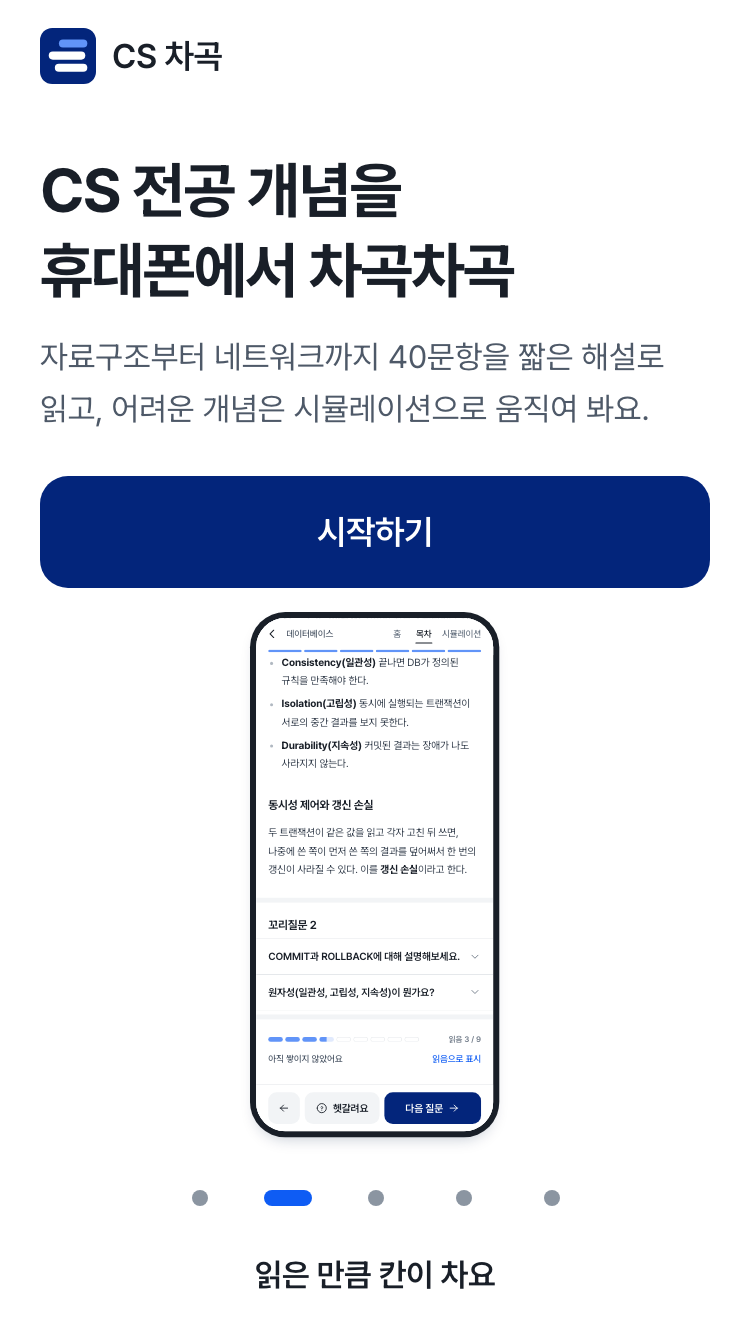 CS 차곡
CS 전공 개념을
휴대폰에서 차곡차곡
자료구조부터 네트워크까지 40문항을 짧은 해설로
읽고, 어려운 개념은 시뮬레이션으로 움직여 봐요.
시작하기
데이터베이스 홈 목차 시뮬레이션
Consistency(일관성) 끝나면 DB가 정의된
규칙을 만족해야 한다.
Isolation(고립성) 동시에 실행되는 트랜잭션이
서로의 중간 결과를 보지 못한다.
Durability(지속성) 커밋된 결과는 장애가 나도
사라지지 않는다.
동시성 제어와 갱신 손실
두 트랜잭션이 같은 값을 읽고 각자 고친 뒤 쓰면,
나중에 쓴 쪽이 먼저 쓴 쪽의 결과를 덮어써서 한 번의
갱신이 사라질 수 있다. 이를 갱신 손실이라고 한다.
꼬리질문 2
COMMIT과 ROLLBACK에 대해 설명해보세요.
원자성(일관성, 고립성, 지속성)이 뭔가요?
읽음 3 / 9
아직 쌓이지 않았어요 읽음으로 표시
헷갈려요 다음 질문
읽은 만큼 칸이 차요